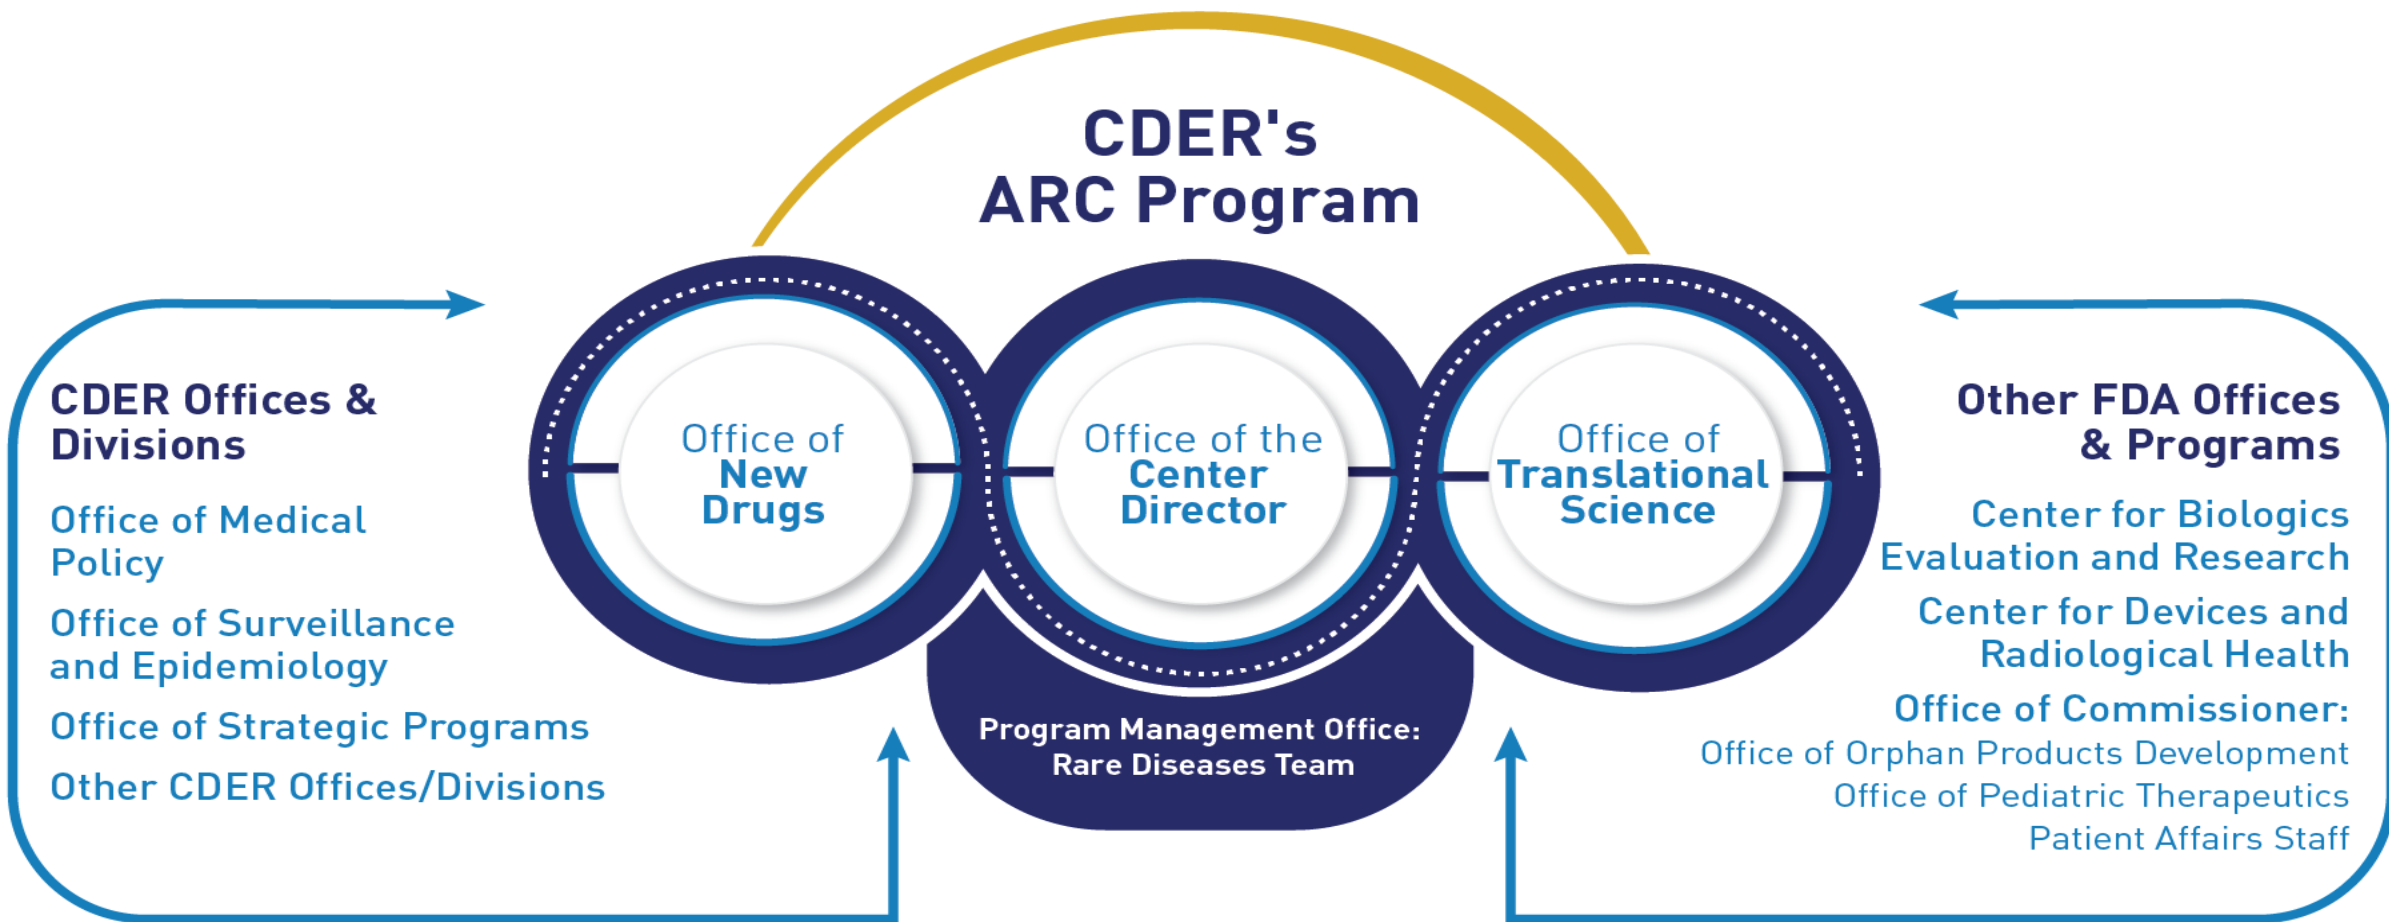 CDER's
ARC Program
CDER Offices &
Divisions
Office of Medical
Policy
Office of Surveillance
and Epidemiology
Office of Strategic Programs
Other CDER Offices/Divisions
Office of
New
Drugs
Office of the
Center
Director
Office of
Translational
Science
Program Management Office:
Rare Diseases Team
Other FDA Offices
& Programs
Center for Biologics
Evaluation and Research
Center for Devices and
Radiological Health
Office of Commissioner:
Office of Orphan Products Development
Office of Pediatric Therapeutics
Patient Affairs Staff